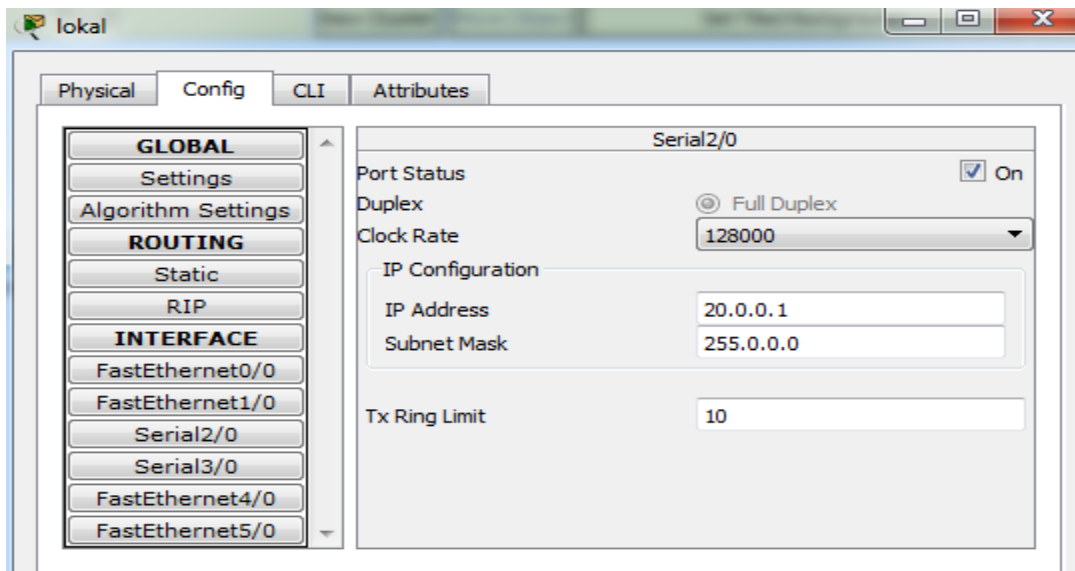 lokal
Physical Config CLI Attributes
GLOBAL
Settings
Algorithm Settings
ROUTING
Static
RIP
INTERFACE
FastEthernet0/0
FastEthernet1/0
Serial2/0
Serial3/0
FastEthernet4/0
FastEthernet5/0
Serial2/0
Port Status On
Duplex Full Duplex
Clock Rate 128000
IP Configuration
IP Address 20.0.0.1
Subnet Mask 255.0.0.0
Tx Ring Limit 10